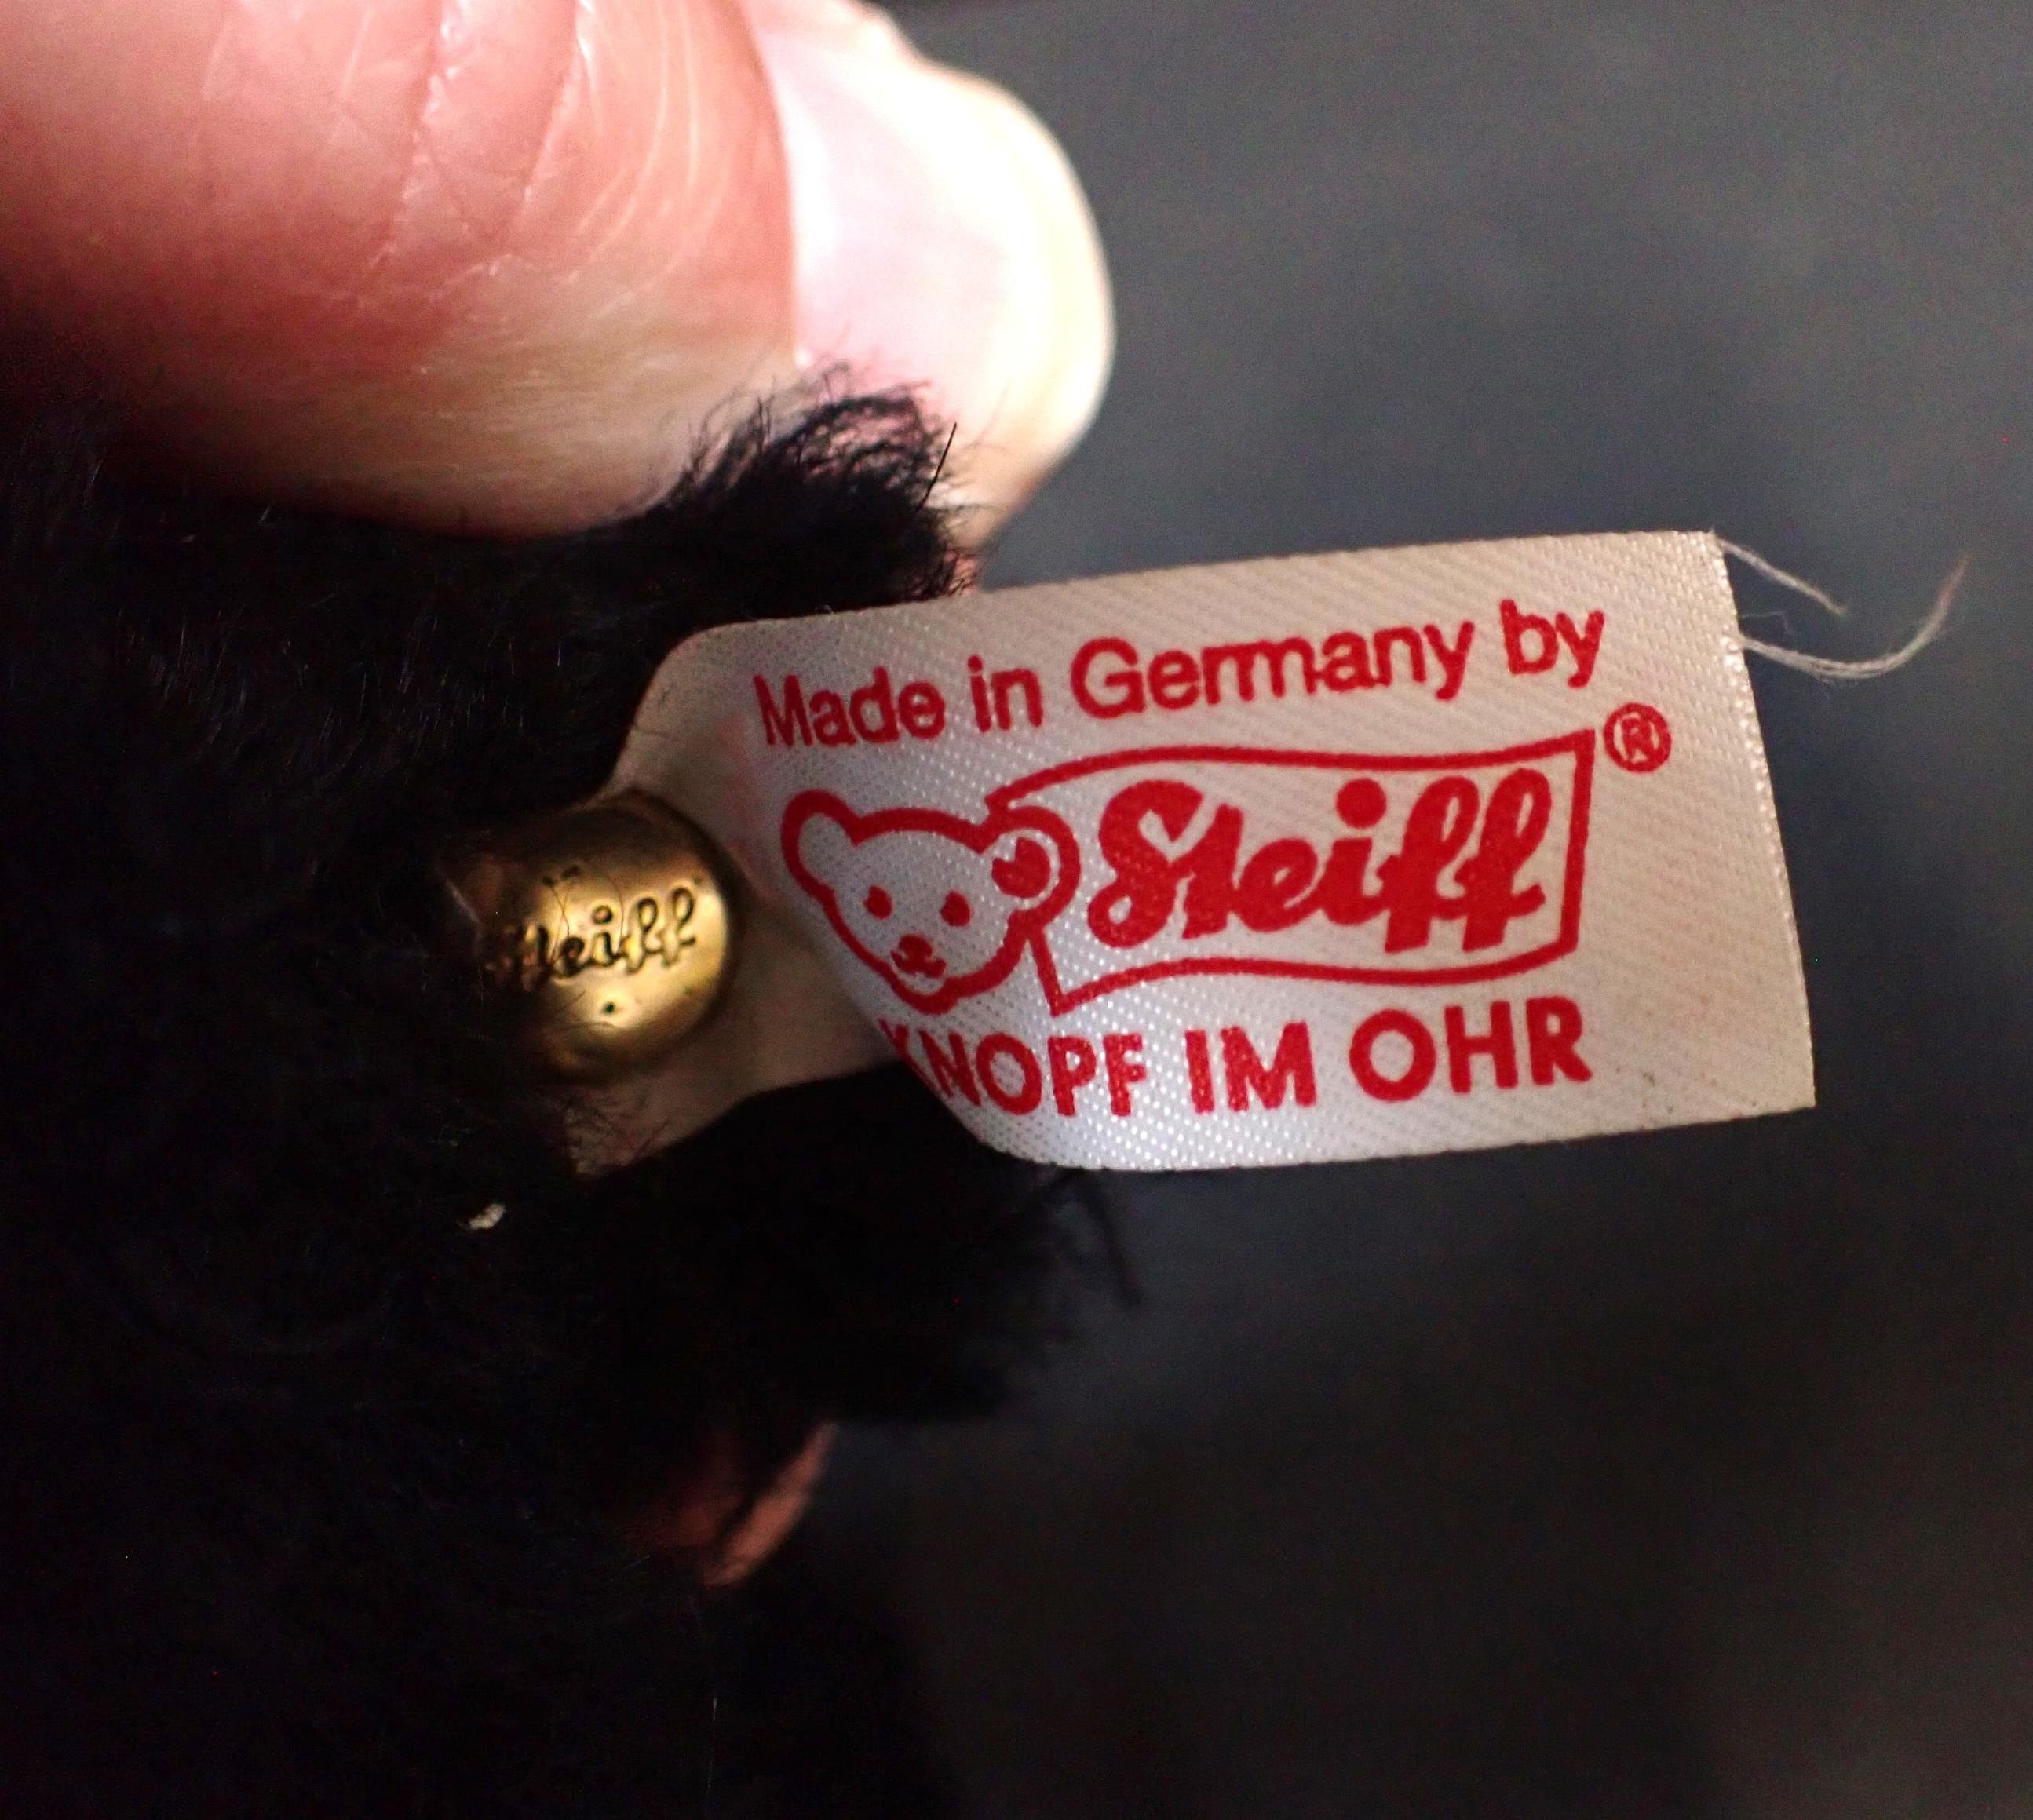 Made in Germany by
Steiff ®
KNOPF IM OHR
Steiff